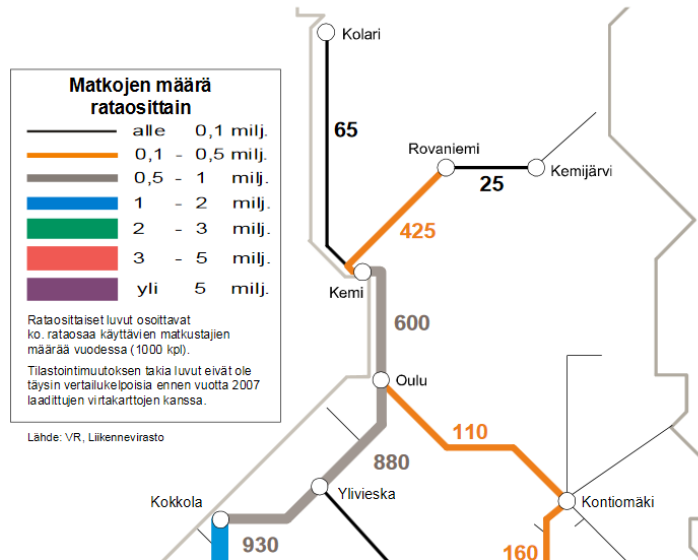 Kolari
Matkojen määrä
rataosittain
alle 0,1 milj.
0,1 - 0,5 milj.
0,5 - 1 milj.
1 - 2 milj.
2 - 3 milj.
3 - 5 milj.
yli 5 milj.
Rataosittaiset luvut osoittavat
ko. rataosaa käyttävien matkustajien
määrää vuodessa (1000 kpl).
Tilastointimuutoksen takia luvut eivät ole
täysin vertailukelpoisia ennen vuotta 2007
laadittujen virtakarttojen kanssa.
Lähde: VR, Liikennevirasto
65
Rovaniemi
Kemijärvi
25
425
Kemi
600
Oulu
110
880
Ylivieska
Kontiomäki
Kokkola
930
160